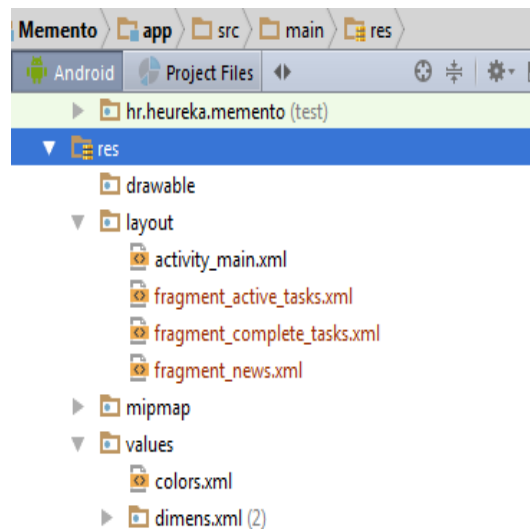 Memento app src main res
Android Project Files
hr.heureka.memento (test)
res
drawable
layout
activity_main.xml
fragment_active_tasks.xml
fragment_complete_tasks.xml
fragment_news.xml
mipmap
values
colors.xml
dimens.xml (2)